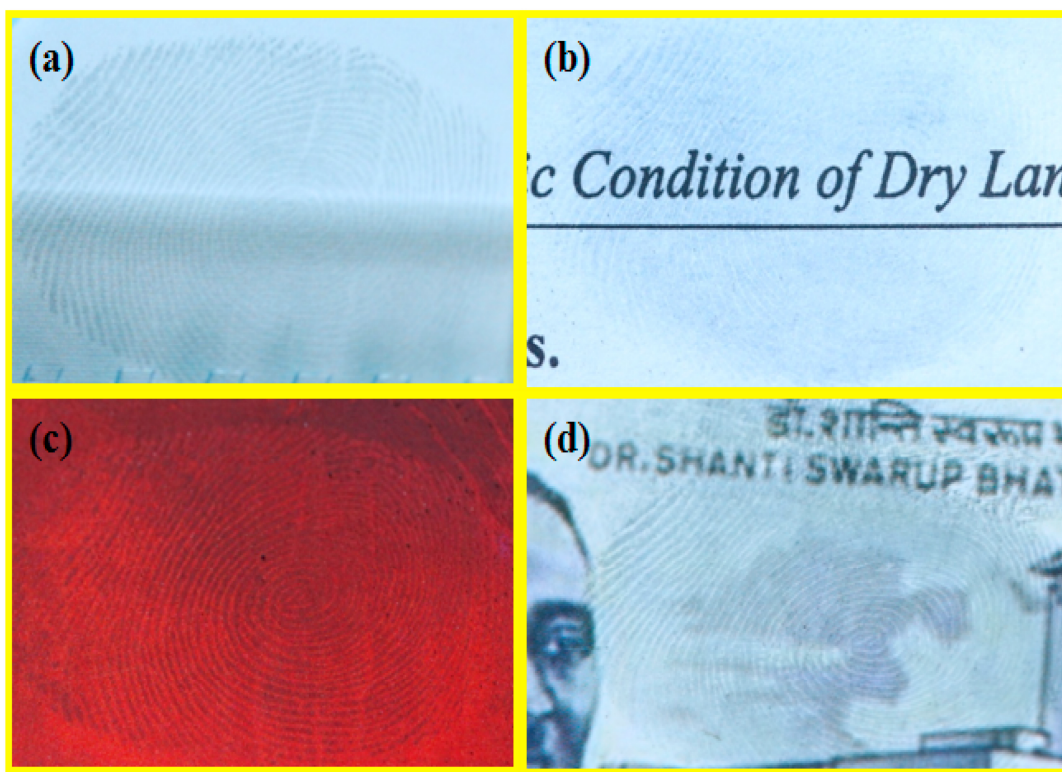 (a)
(b)
ic Condition of Dry Lan
s.
(c)
(d)
डॉ. शान्ति स्वरूप
DR. SHANTI SWARUP BHA